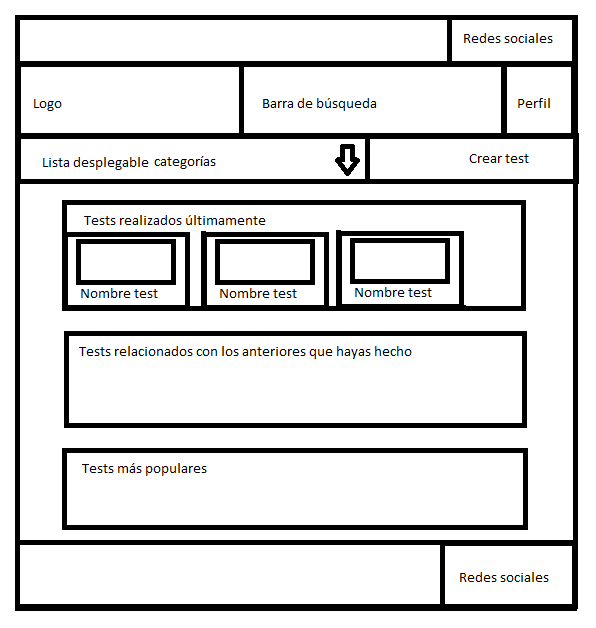 Redes sociales
Logo
Barra de búsqueda
Perfil
Lista desplegable categorías
Crear test
Tests realizados últimamente
Nombre test
Nombre test
Nombre test
Tests relacionados con los anteriores que hayas hecho
Tests más populares
Redes sociales